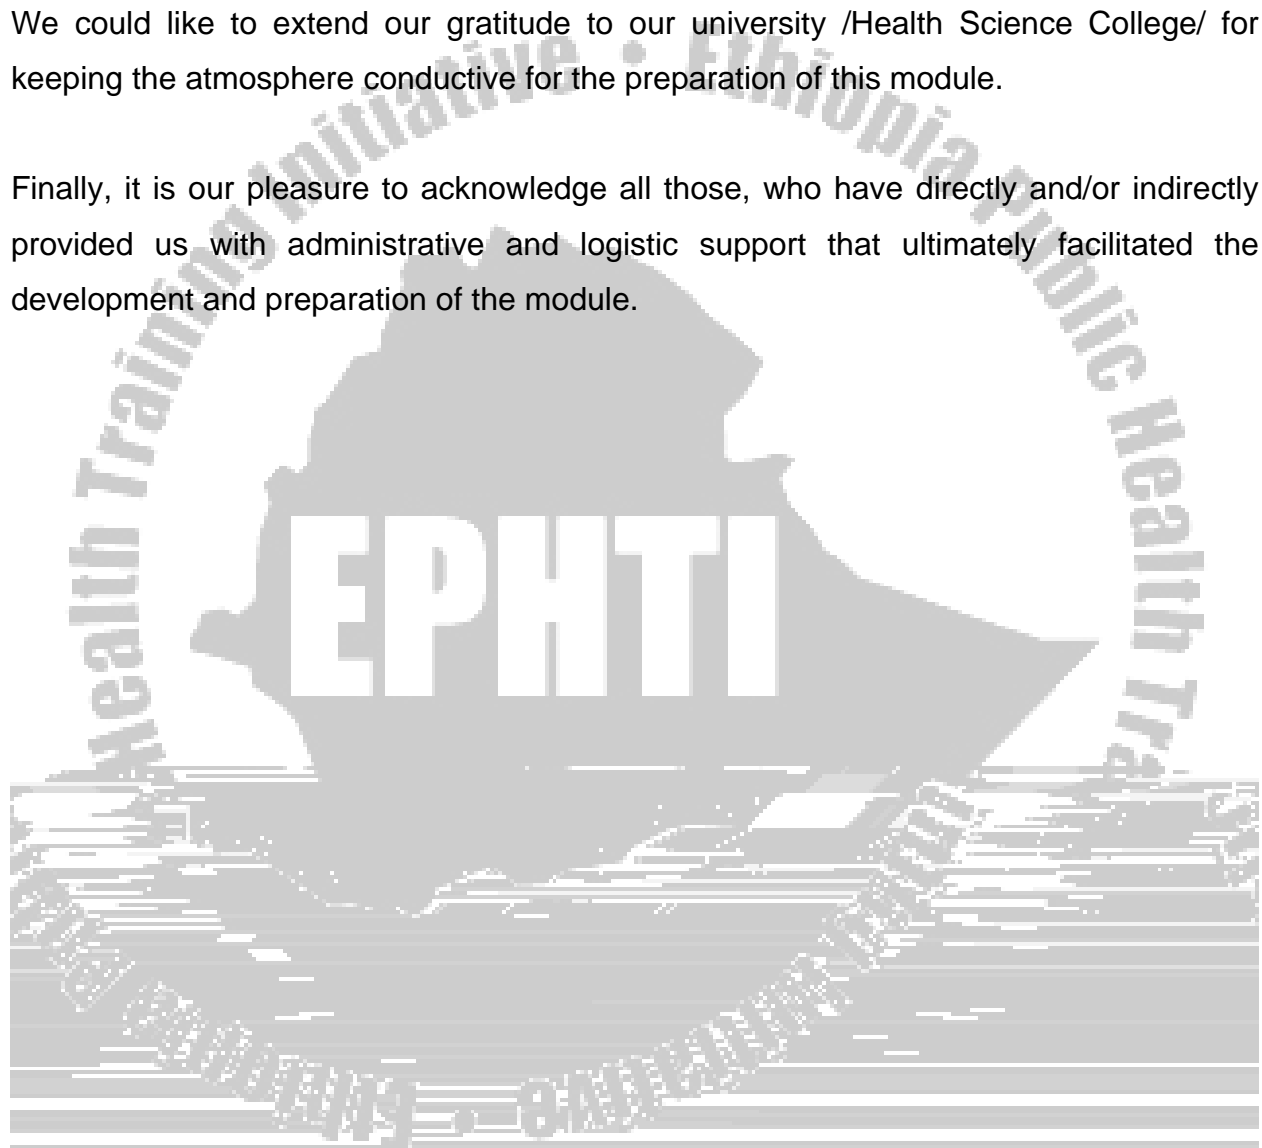 We could like to extend our gratitude to our university /Health Science College/ for
keeping the atmosphere conductive for the preparation of this module.
Finally, it is our pleasure to acknowledge all those, who have directly and/or indirectly
provided us with administrative and logistic support that ultimately facilitated the
development and preparation of the module.
Health Training Initiative • Ethiopia Public Health Tra
EPHTI